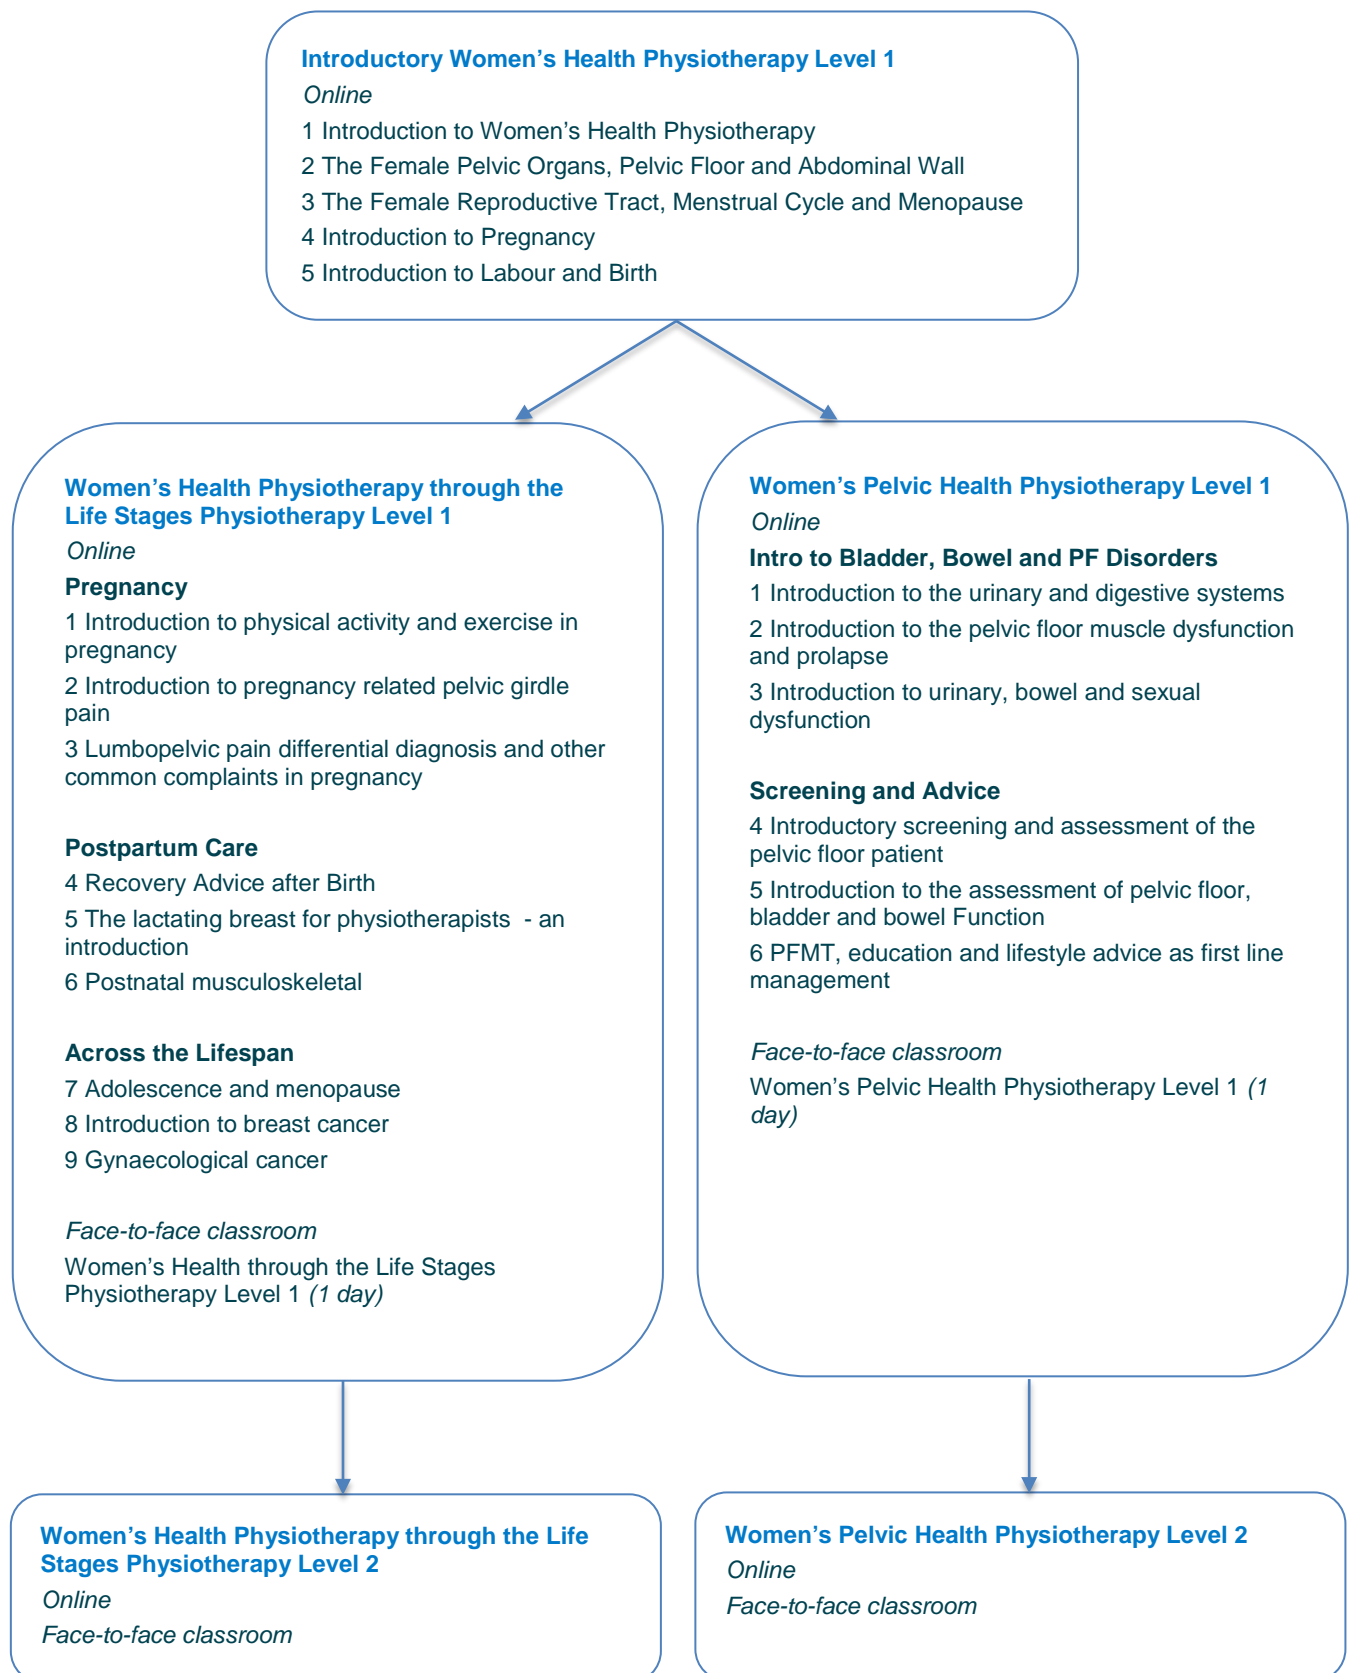 Introductory Women’s Health Physiotherapy Level 1
Online
1 Introduction to Women’s Health Physiotherapy
2 The Female Pelvic Organs, Pelvic Floor and Abdominal Wall
3 The Female Reproductive Tract, Menstrual Cycle and Menopause
4 Introduction to Pregnancy
5 Introduction to Labour and Birth
Women’s Health Physiotherapy through the
Life Stages Physiotherapy Level 1
Online
Pregnancy
1 Introduction to physical activity and exercise in
pregnancy
2 Introduction to pregnancy related pelvic girdle
pain
3 Lumbopelvic pain differential diagnosis and other
common complaints in pregnancy
Postpartum Care
4 Recovery Advice after Birth
5 The lactating breast for physiotherapists  - an
introduction
6 Postnatal musculoskeletal
Across the Lifespan
7 Adolescence and menopause
8 Introduction to breast cancer
9 Gynaecological cancer
Face-to-face classroom
Women’s Health through the Life Stages
Physiotherapy Level 1 (1 day)
Women’s Pelvic Health Physiotherapy Level 1
Online
Intro to Bladder, Bowel and PF Disorders
1 Introduction to the urinary and digestive systems
2 Introduction to the pelvic floor muscle dysfunction
and prolapse
3 Introduction to urinary, bowel and sexual
dysfunction
Screening and Advice
4 Introductory screening and assessment of the
pelvic floor patient
5 Introduction to the assessment of pelvic floor,
bladder and bowel Function
6 PFMT, education and lifestyle advice as first line
management
Face-to-face classroom
Women’s Pelvic Health Physiotherapy Level 1 (1
day)
Women’s Health Physiotherapy through the Life
Stages Physiotherapy Level 2
Online
Face-to-face classroom
Women’s Pelvic Health Physiotherapy Level 2
Online
Face-to-face classroom